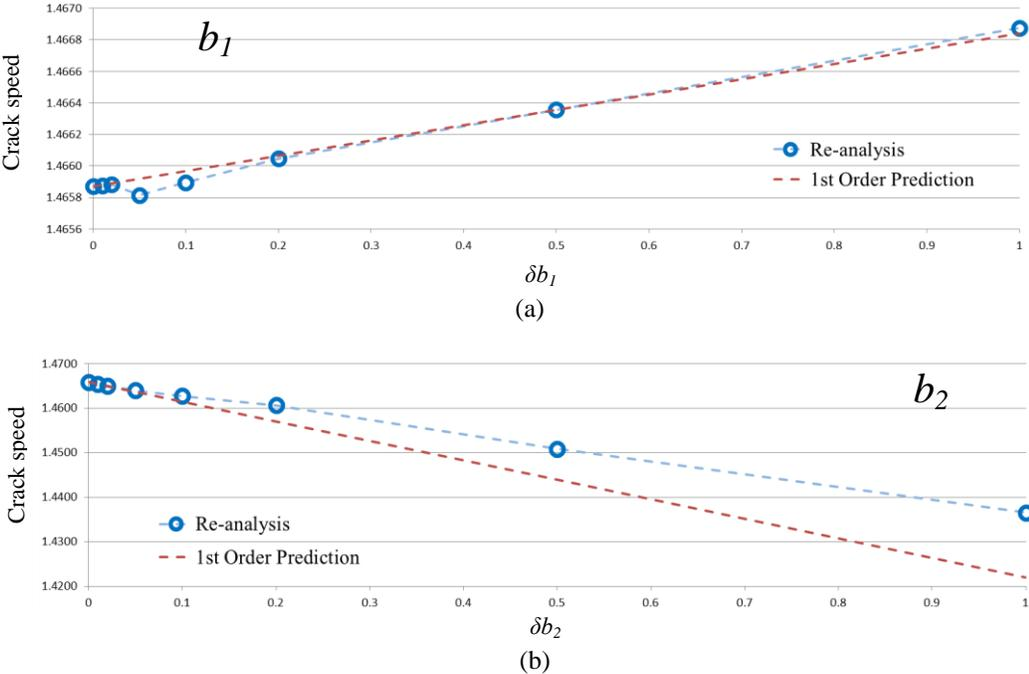 1.4670
b1
1.4668
1.4666
1.4664
1.4662
1.4660
1.4658
1.4656
Crack speed
Re-analysis
1st Order Prediction
0 0.1 0.2 0.3 0.4 0.5 0.6 0.7 0.8 0.9 1
δb1
(a)
1.4700
b2
1.4600
1.4500
1.4400
1.4300
1.4200
Crack speed
Re-analysis
1st Order Prediction
0 0.1 0.2 0.3 0.4 0.5 0.6 0.7 0.8 0.9 1
δb2
(b)